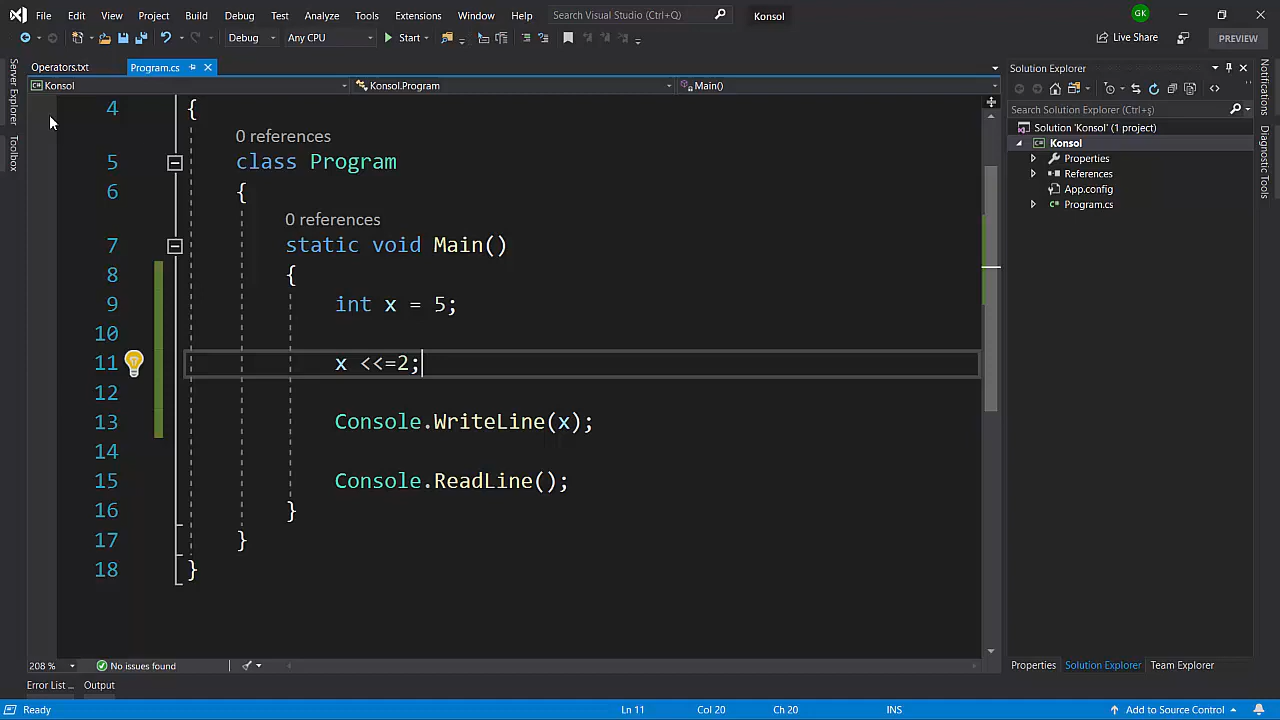 File Edit View Project Build Debug Test Analyze Tools Extensions Window Help Search Visual Studio (Ctrl+Q) Konsol GK
Debug Any CPU Start Live Share PREVIEW
Operators.txt Program.cs
Konsol Konsol.Program Main()
Server Explorer
Toolbox
4 {
0 references
5 class Program
6 {
0 references
7 static void Main()
8 {
9 int x = 5;
10
11 x <<=2;
12
13 Console.WriteLine(x);
14
15 Console.ReadLine();
16 }
17 }
18 }
208 % No issues found
Error List ... Output
Solution Explorer
Search Solution Explorer (Ctrl+ş)
Solution 'Konsol' (1 project)
Konsol
Properties
References
App.config
Program.cs
Properties Solution Explorer Team Explorer
Notifications
Diagnostic Tools
Ready Ln 11 Col 20 Ch 20 INS Add to Source Control